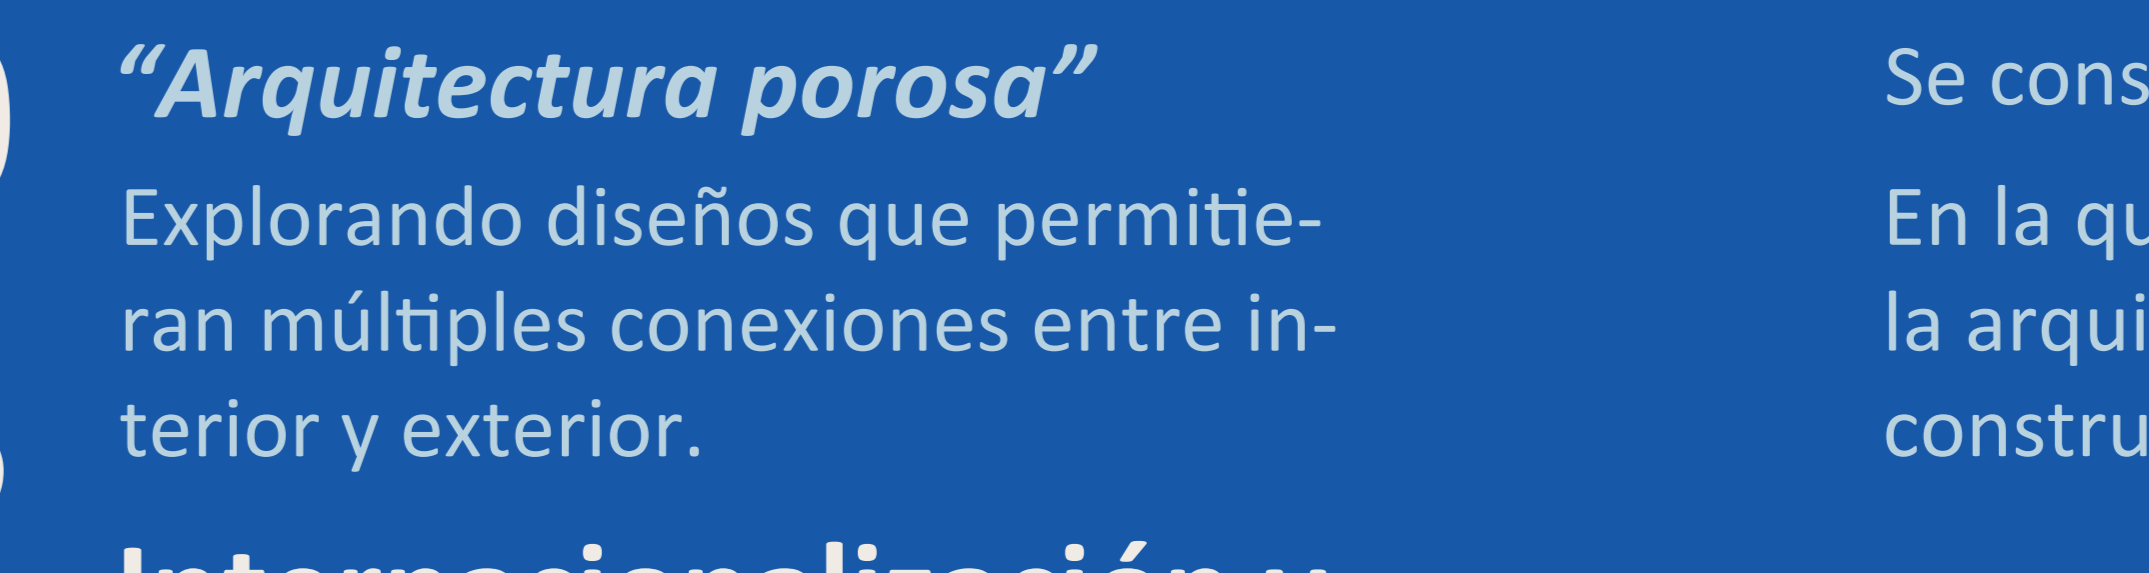 “Arquitectura porosa”
Explorando diseños que permitie-
ran múltiples conexiones entre in-
terior y exterior.
Internacionalización y
Se cons
En la qu
la arqui
constru